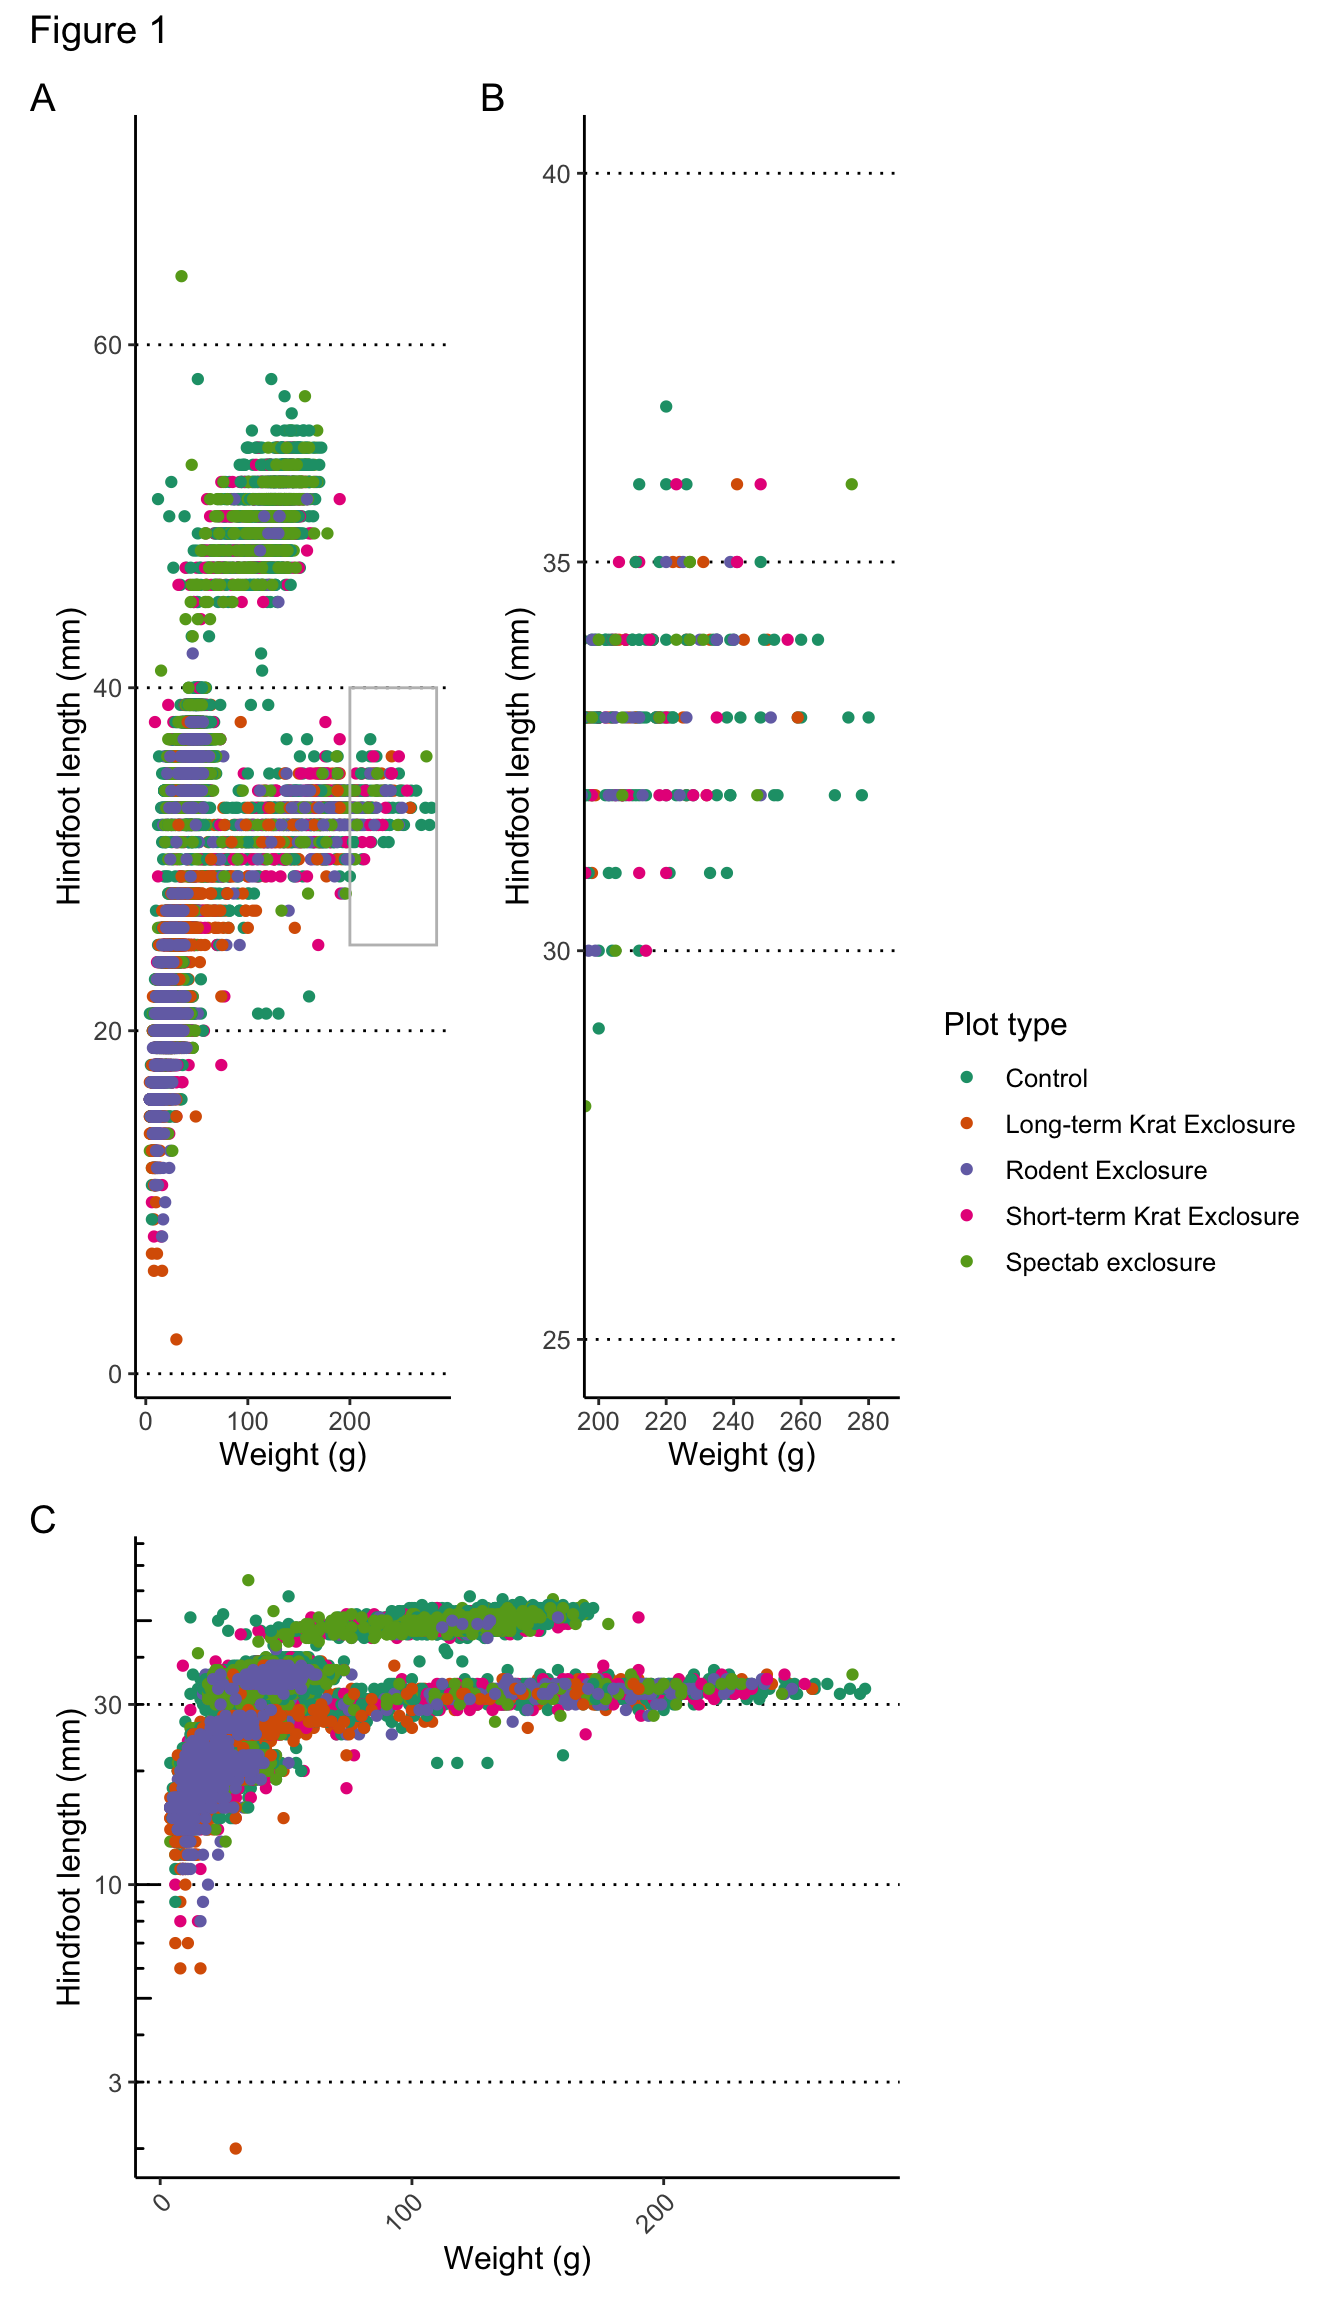 Figure 1
A
B
60
40
20
0
Hindfoot length (mm)
0 100 200
Weight (g)
40
35
30
25
Hindfoot length (mm)
200 220 240 260 280
Weight (g)
Plot type
Control
Long-term Krat Exclosure
Rodent Exclosure
Short-term Krat Exclosure
Spectab exclosure
C
30
10
3
Hindfoot length (mm)
0 100 200
Weight (g)